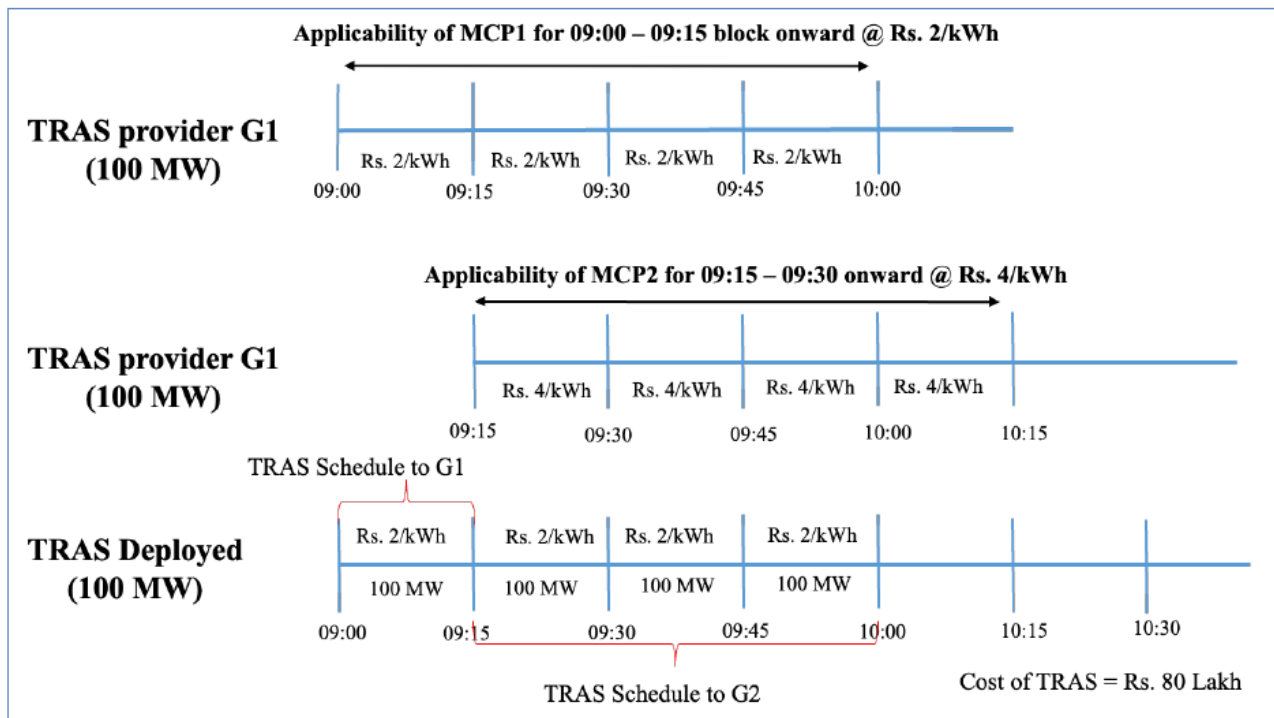 Applicability of MCP1 for 09:00 – 09:15 block onward @ Rs. 2/kWh
TRAS provider G1
(100 MW)
Rs. 2/kWh Rs. 2/kWh Rs. 2/kWh Rs. 2/kWh
09:00 09:15 09:30 09:45 10:00
Applicability of MCP2 for 09:15 – 09:30 onward @ Rs. 4/kWh
TRAS provider G1
(100 MW)
Rs. 4/kWh Rs. 4/kWh Rs. 4/kWh Rs. 4/kWh
09:15 09:30 09:45 10:00 10:15
TRAS Schedule to G1
TRAS Deployed
(100 MW)
Rs. 2/kWh Rs. 2/kWh Rs. 2/kWh Rs. 2/kWh
100 MW 100 MW 100 MW 100 MW
09:00 09:15 09:30 09:45 10:00 10:15 10:30
TRAS Schedule to G2
Cost of TRAS = Rs. 80 Lakh